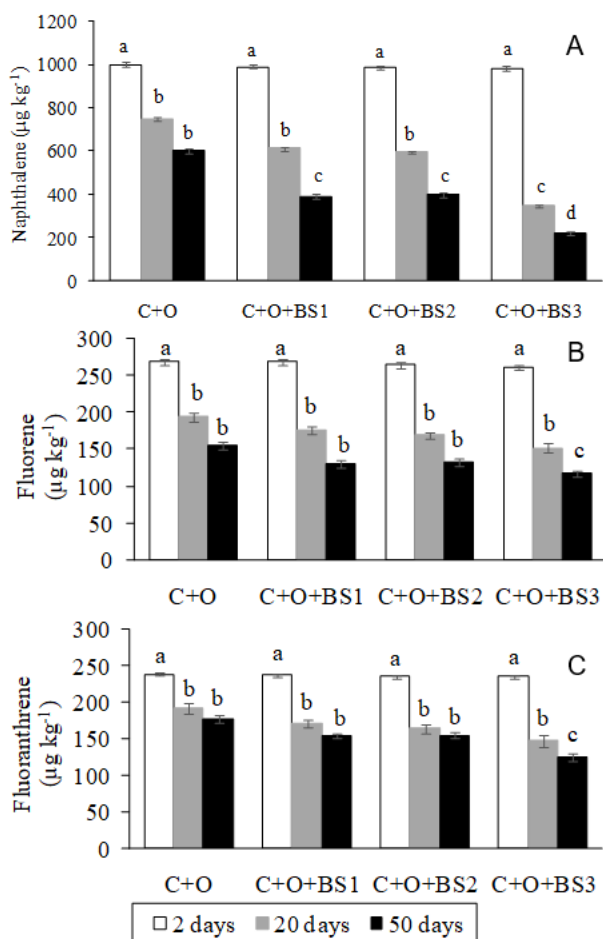 A
Naphthalene (µg kg⁻¹)
1200
1000
800
600
400
200
0
a b b
a b c
a b c
a c d
C+O C+O+BS1 C+O+BS2 C+O+BS3
B
Fluorene
(µg kg⁻¹)
300
250
200
150
100
50
0
a b b
a b b
a b b
a b c
C+O C+O+BS1 C+O+BS2 C+O+BS3
C
Fluoranthrene
(µg kg⁻¹)
300
250
200
150
100
50
0
a b b
a b b
a b b
a b c
C+O C+O+BS1 C+O+BS2 C+O+BS3
2 days 20 days 50 days